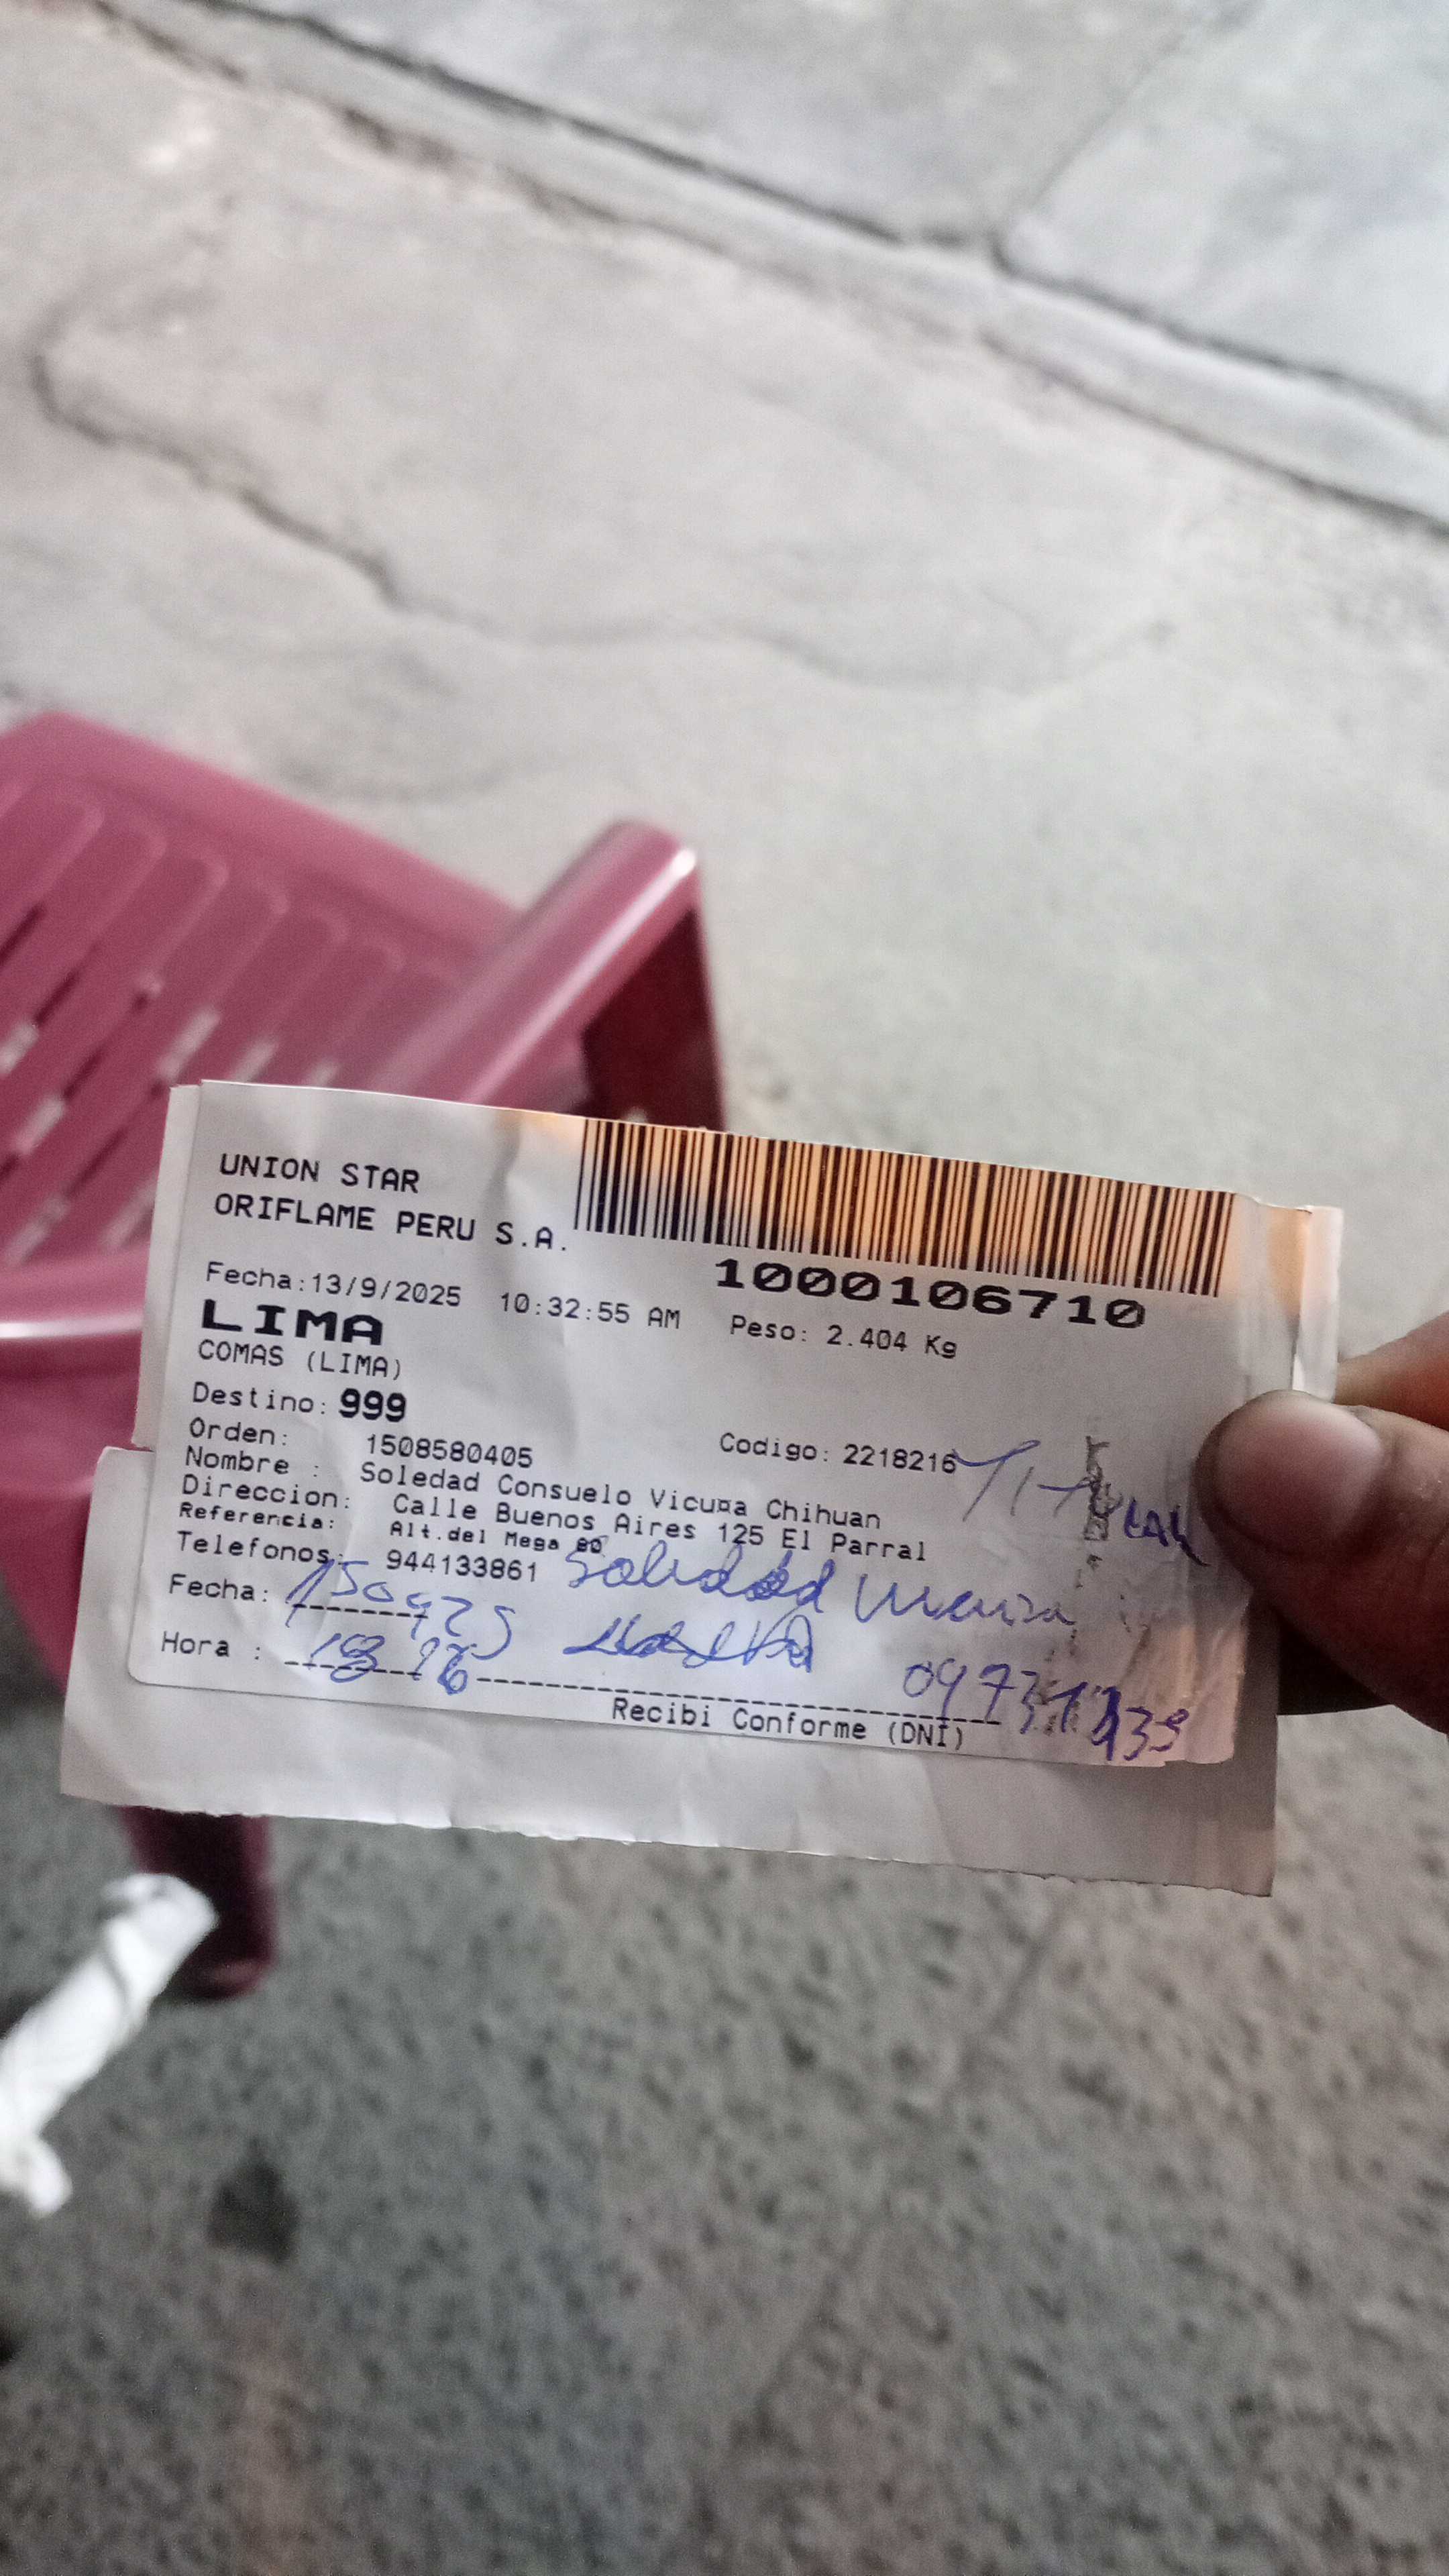 UNION STAR
ORIFLAME PERU S.A.
1000106710
Fecha:13/9/2025 10:32:55 AM Peso: 2.404 Kg
LIMA
COMAS (LIMA)
Destino: 999
Orden: 1508580405 Codigo: 2218216
Nombre : Soledad Consuelo Vicu¤a Chihuan
Direccion: Calle Buenos Aires 125 El Parral
Referencia: Alt.del Mega 80
Telefonos: 944133861 Soledad Vicuña
Fecha: 150925
Hora :
Recibi Conforme (DNI)